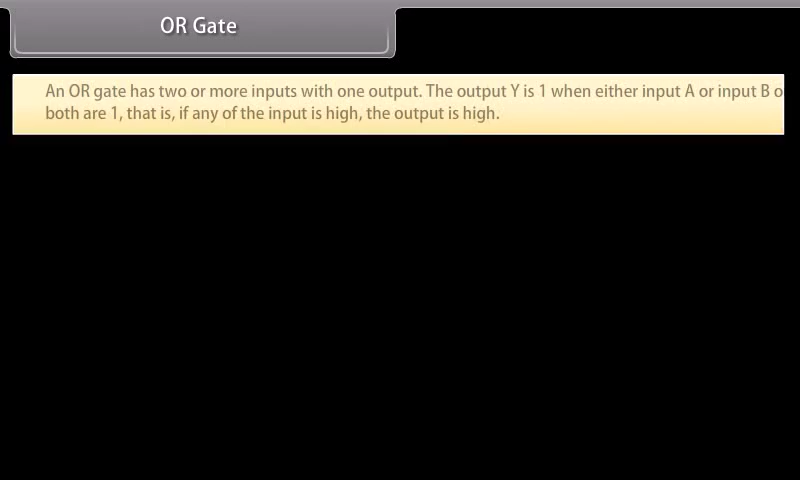 OR Gate
An OR gate has two or more inputs with one output. The output Y is 1 when either input A or input B o
both are 1, that is, if any of the input is high, the output is high.